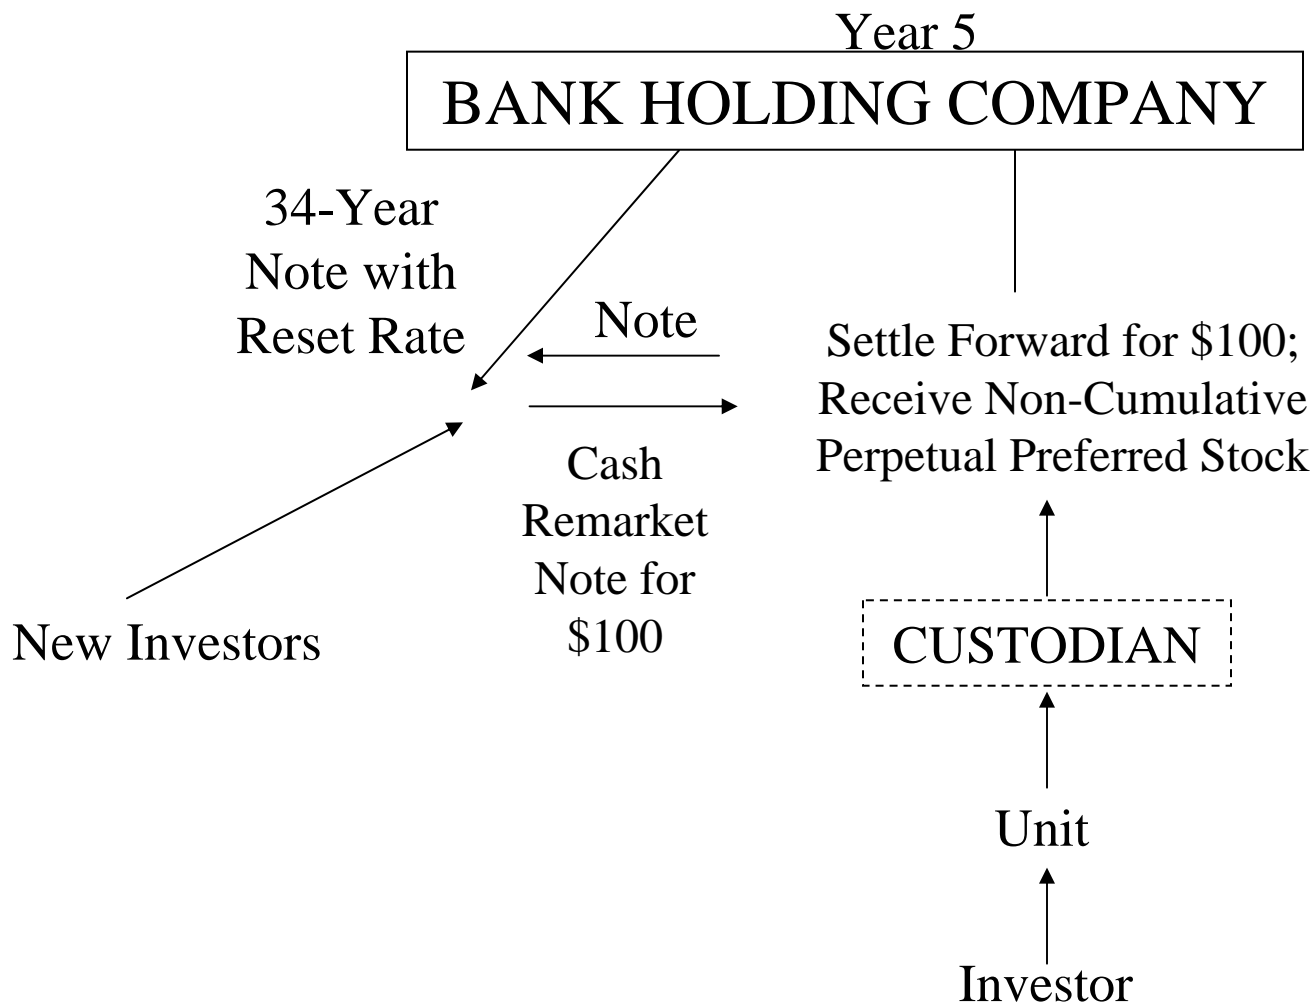 Year 5
BANK HOLDING COMPANY
34-Year
Note with
Reset Rate
Note
Settle Forward for $100;
Receive Non-Cumulative
Perpetual Preferred Stock
Cash
Remarket
Note for
$100
New Investors
CUSTODIAN
Unit
Investor